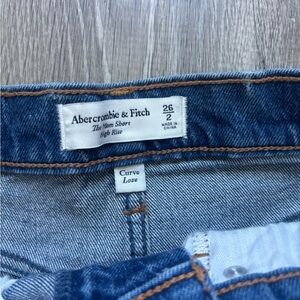 Abercrombie & Fitch
The Mom Short
High Rise
26
2
MADE IN
CHINA
Curve
Love